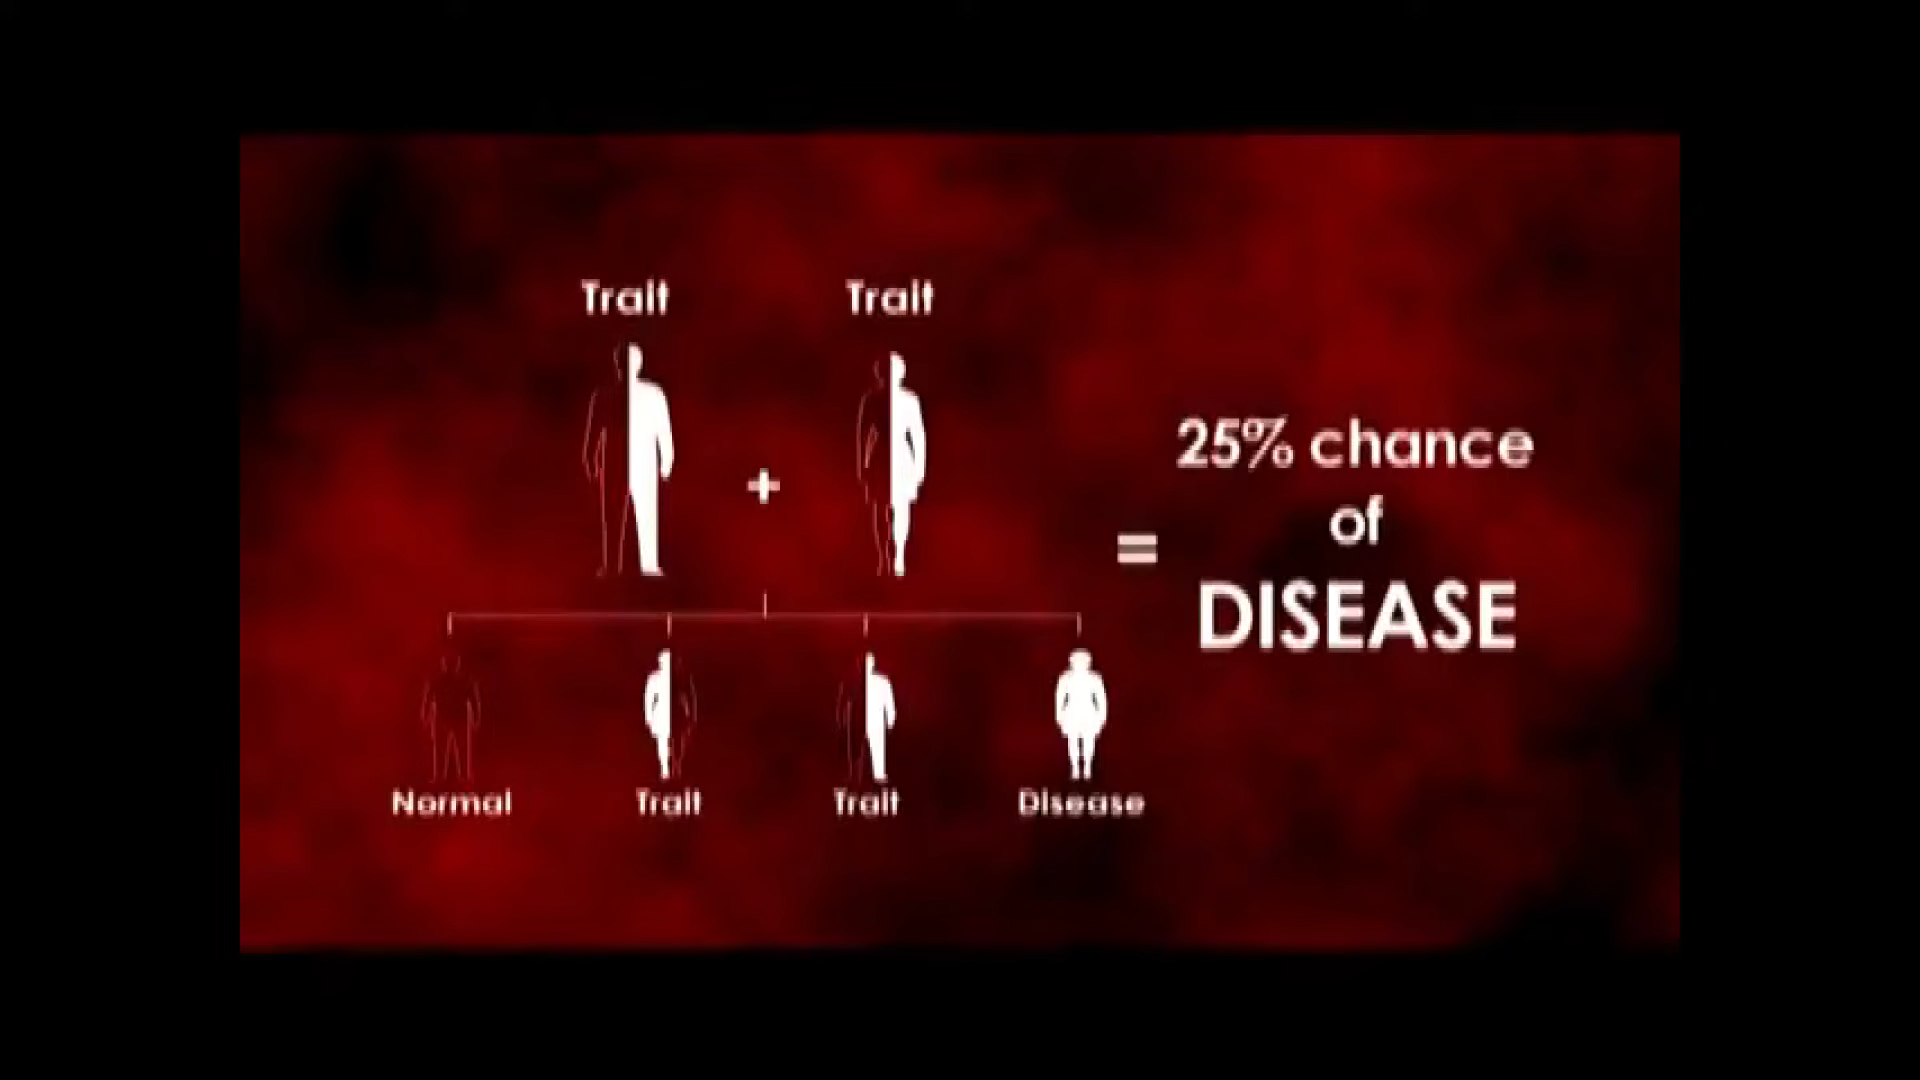 Trait Trait
+
25% chance
of
=
DISEASE
Normal Trait Trait Disease